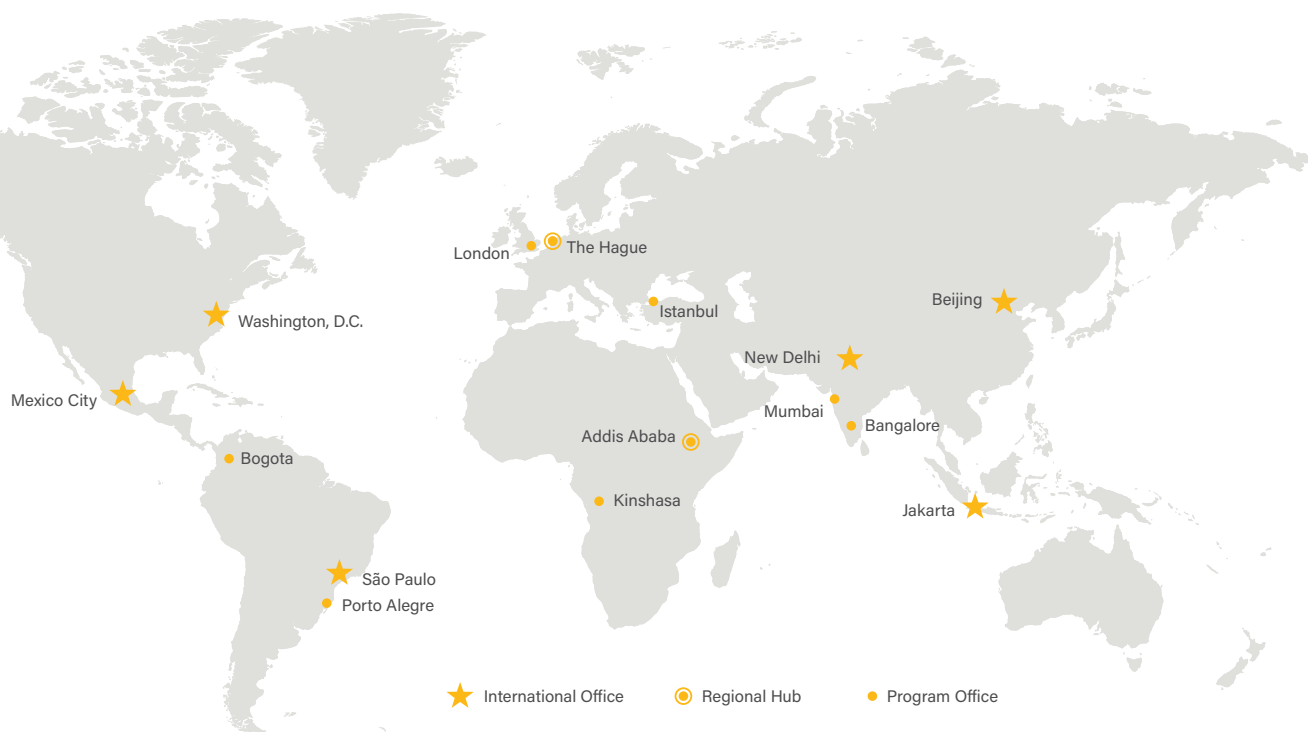 London
The Hague
Istanbul
Beijing
Washington, D.C.
New Delhi
Mexico City
Mumbai
Bangalore
Addis Ababa
Bogota
Kinshasa
Jakarta
São Paulo
Porto Alegre
International Office
Regional Hub
Program Office